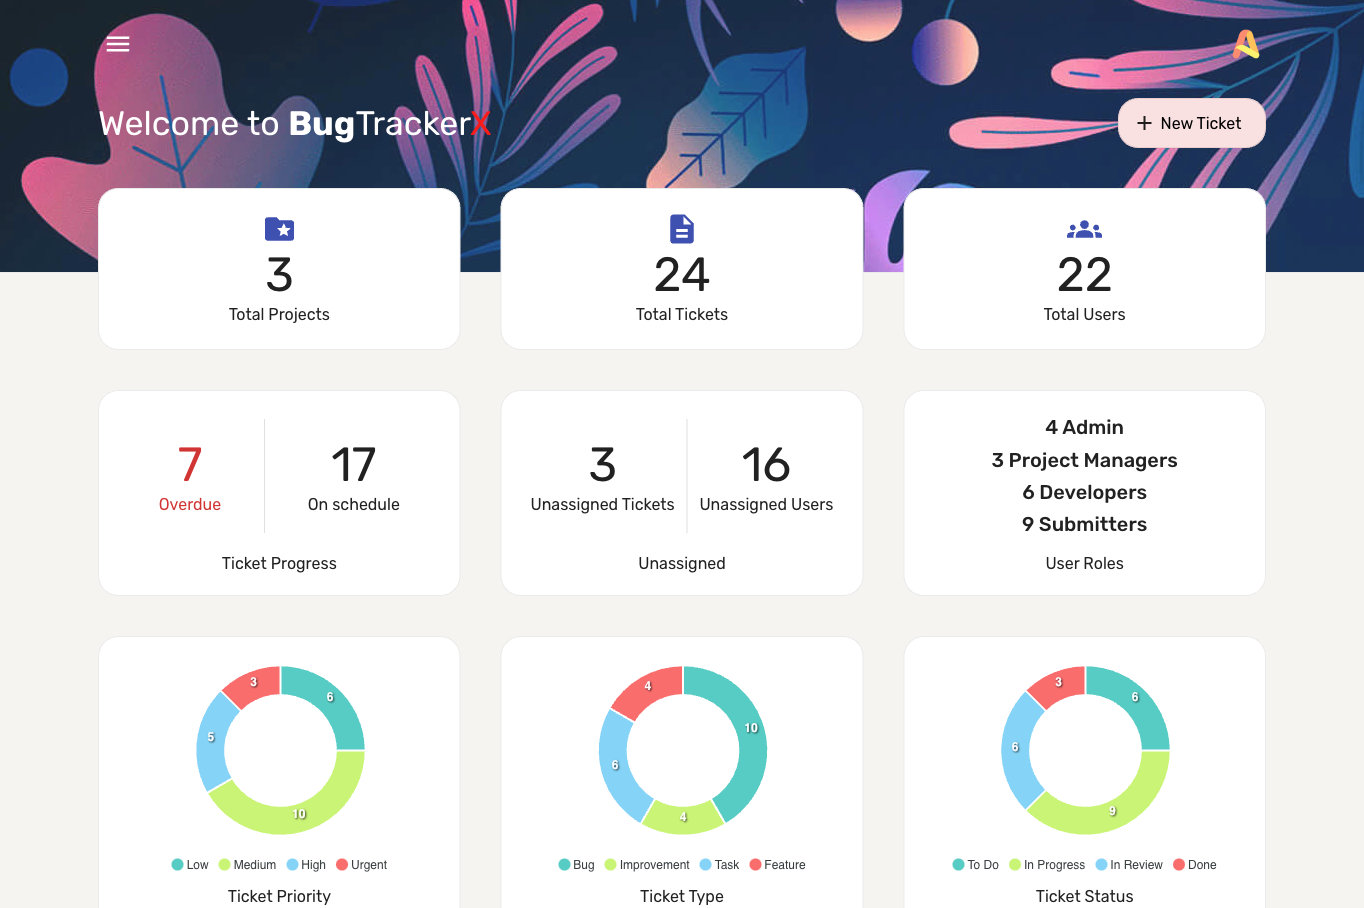 Welcome to BugTrackerX
+ New Ticket
3
Total Projects
24
Total Tickets
22
Total Users
7
Overdue
17
On schedule
Ticket Progress
3
Unassigned Tickets
16
Unassigned Users
Unassigned
4 Admin
3 Project Managers
6 Developers
9 Submitters
User Roles
3
6
5
10
Low Medium High Urgent
Ticket Priority
4
10
6
4
Bug Improvement Task Feature
Ticket Type
3
6
6
9
To Do In Progress In Review Done
Ticket Status